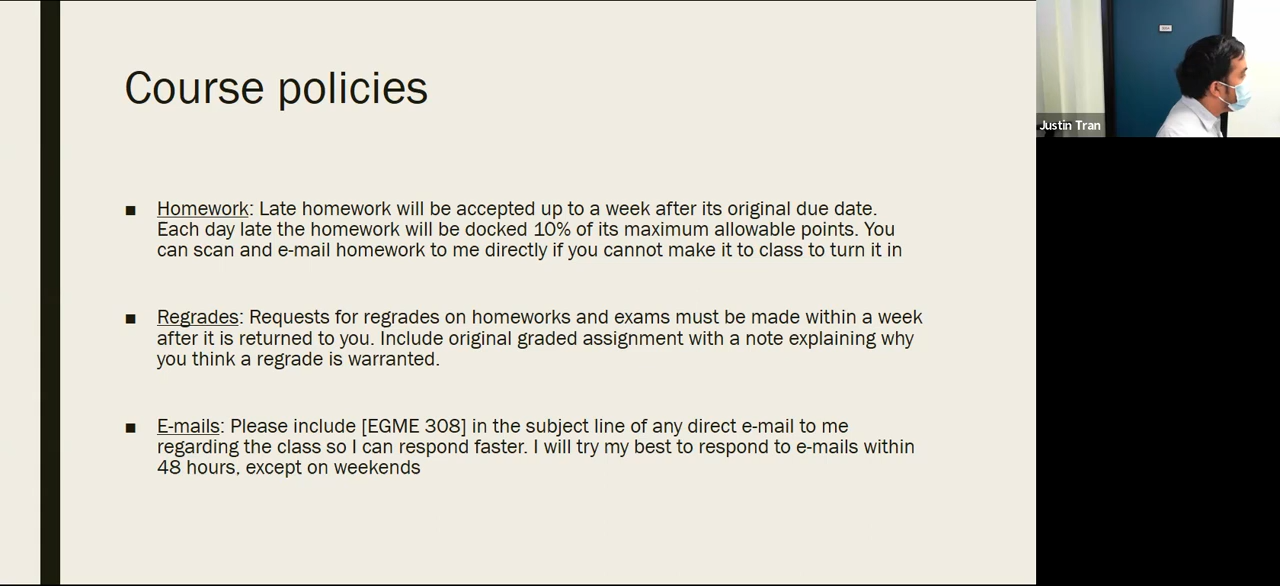 Course policies
■ Homework: Late homework will be accepted up to a week after its original due date.
Each day late the homework will be docked 10% of its maximum allowable points. You
can scan and e-mail homework to me directly if you cannot make it to class to turn it in
■ Regrades: Requests for regrades on homeworks and exams must be made within a week
after it is returned to you. Include original graded assignment with a note explaining why
you think a regrade is warranted.
■ E-mails: Please include [EGME 308] in the subject line of any direct e-mail to me
regarding the class so I can respond faster. I will try my best to respond to e-mails within
48 hours, except on weekends
Justin Tran